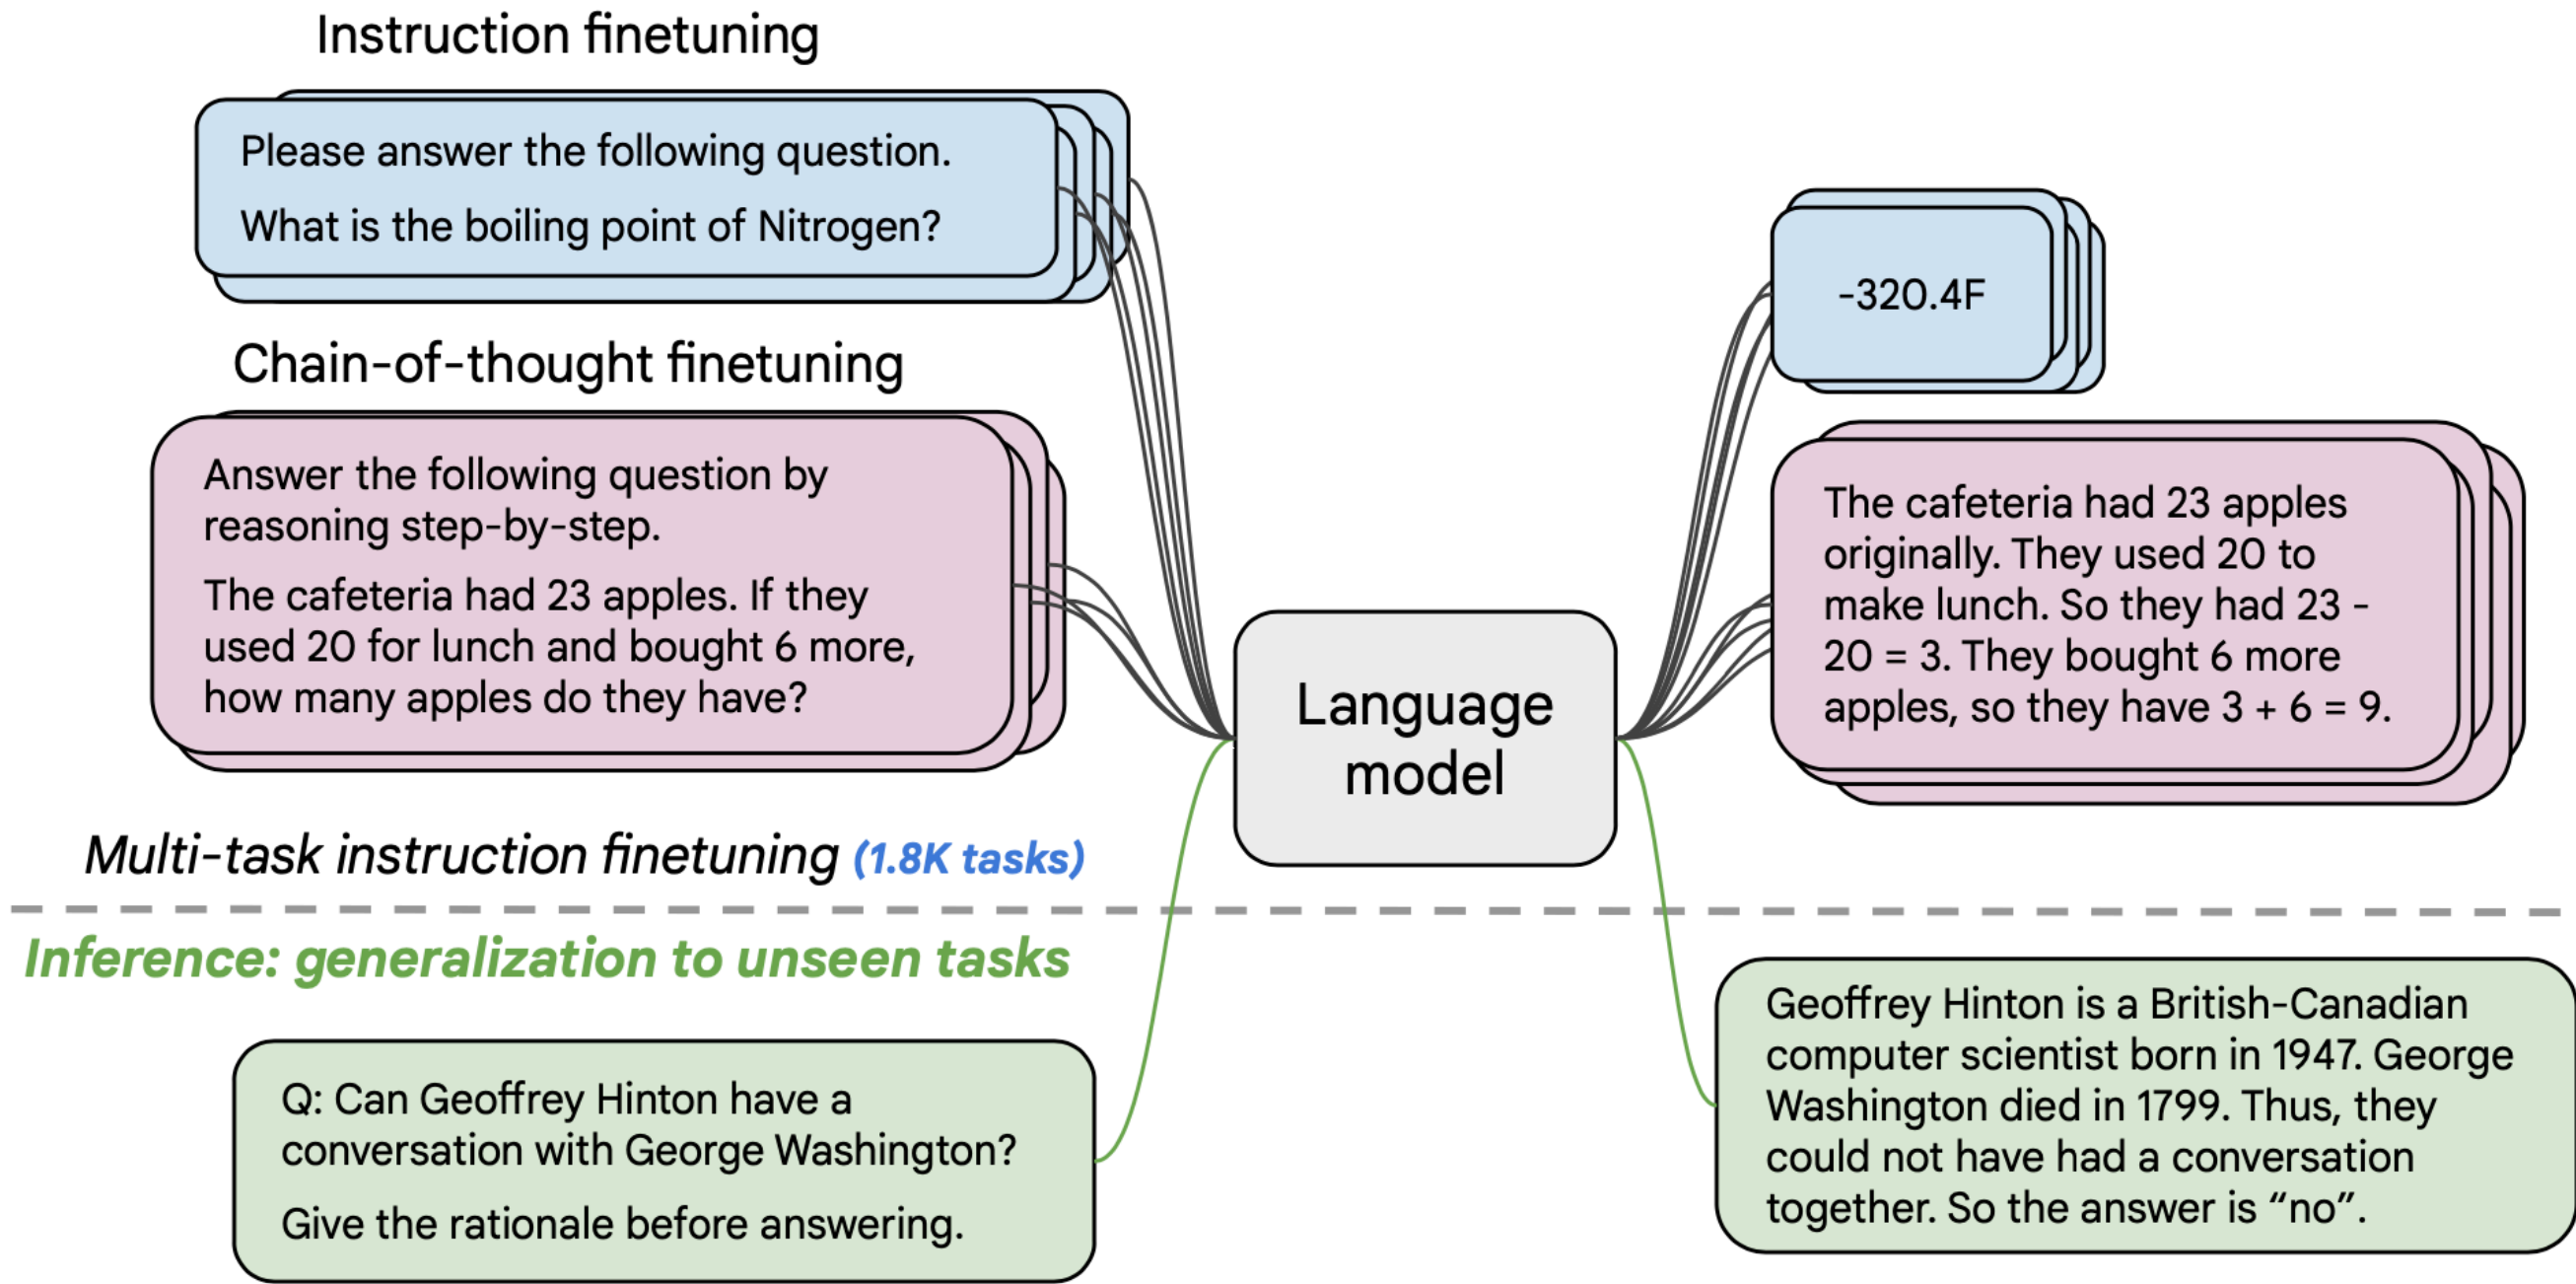 Instruction finetuning
Please answer the following question.
What is the boiling point of Nitrogen?
Chain-of-thought finetuning
Answer the following question by
reasoning step-by-step.
The cafeteria had 23 apples. If they
used 20 for lunch and bought 6 more,
how many apples do they have?
Multi-task instruction finetuning (1.8K tasks)
Language
model
-320.4F
The cafeteria had 23 apples
originally. They used 20 to
make lunch. So they had 23 -
20 = 3. They bought 6 more
apples, so they have 3 + 6 = 9.
Inference: generalization to unseen tasks
Q: Can Geoffrey Hinton have a
conversation with George Washington?
Give the rationale before answering.
Geoffrey Hinton is a British-Canadian
computer scientist born in 1947. George
Washington died in 1799. Thus, they
could not have had a conversation
together. So the answer is “no”.